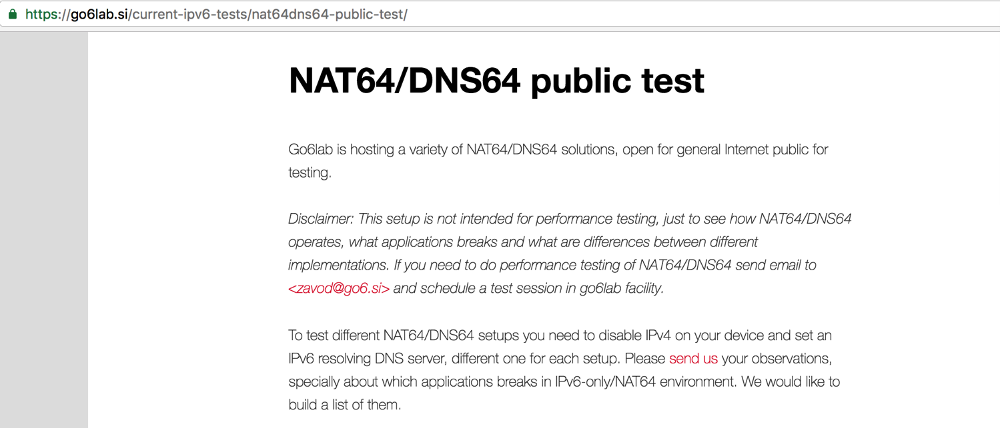 https://go6lab.si/current-ipv6-tests/nat64dns64-public-test/
NAT64/DNS64 public test
Go6lab is hosting a variety of NAT64/DNS64 solutions, open for general Internet public for
testing.
Disclaimer: This setup is not intended for performance testing, just to see how NAT64/DNS64
operates, what applications breaks and what are differences between different
implementations. If you need to do performance testing of NAT64/DNS64 send email to
<zavod@go6.si> and schedule a test session in go6lab facility.
To test different NAT64/DNS64 setups you need to disable IPv4 on your device and set an
IPv6 resolving DNS server, different one for each setup. Please send us your observations,
specially about which applications breaks in IPv6-only/NAT64 environment. We would like to
build a list of them.